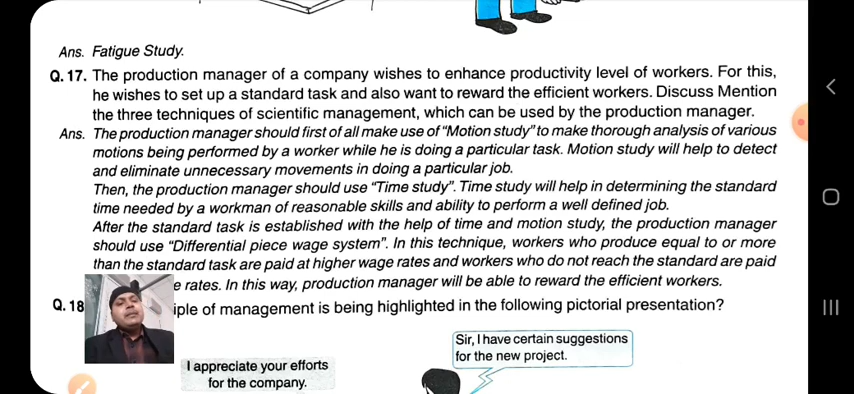 Ans. Fatigue Study.
Q. 17. The production manager of a company wishes to enhance productivity level of workers. For this,
he wishes to set up a standard task and also want to reward the efficient workers. Discuss Mention
the three techniques of scientific management, which can be used by the production manager.
Ans. The production manager should first of all make use of "Motion study" to make thorough analysis of various
motions being performed by a worker while he is doing a particular task. Motion study will help to detect
and eliminate unnecessary movements in doing a particular job.
Then, the production manager should use "Time study". Time study will help in determining the standard
time needed by a workman of reasonable skills and ability to perform a well defined job.
After the standard task is established with the help of time and motion study, the production manager
should use "Differential piece wage system". In this technique, workers who produce equal to or more
than the standard task are paid at higher wage rates and workers who do not reach the standard are paid
e rates. In this way, production manager will be able to reward the efficient workers.
Q. 18 iple of management is being highlighted in the following pictorial presentation?
Sir, I have certain suggestions
for the new project.
I appreciate your efforts
for the company.